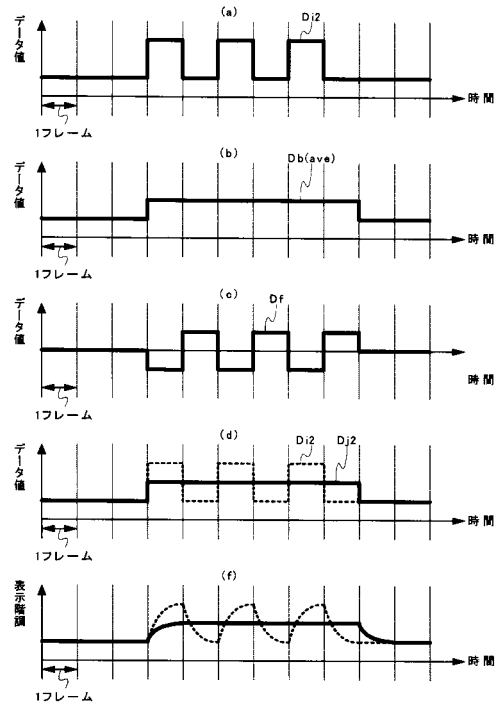 (a)
Di2
データ値
時間
1フレーム
(b)
Db(ave)
データ値
時間
1フレーム
(c)
Df
データ値
時間
1フレーム
(d)
Di2 Dj2
データ値
時間
1フレーム
(f)
表示階調
時間
1フレーム